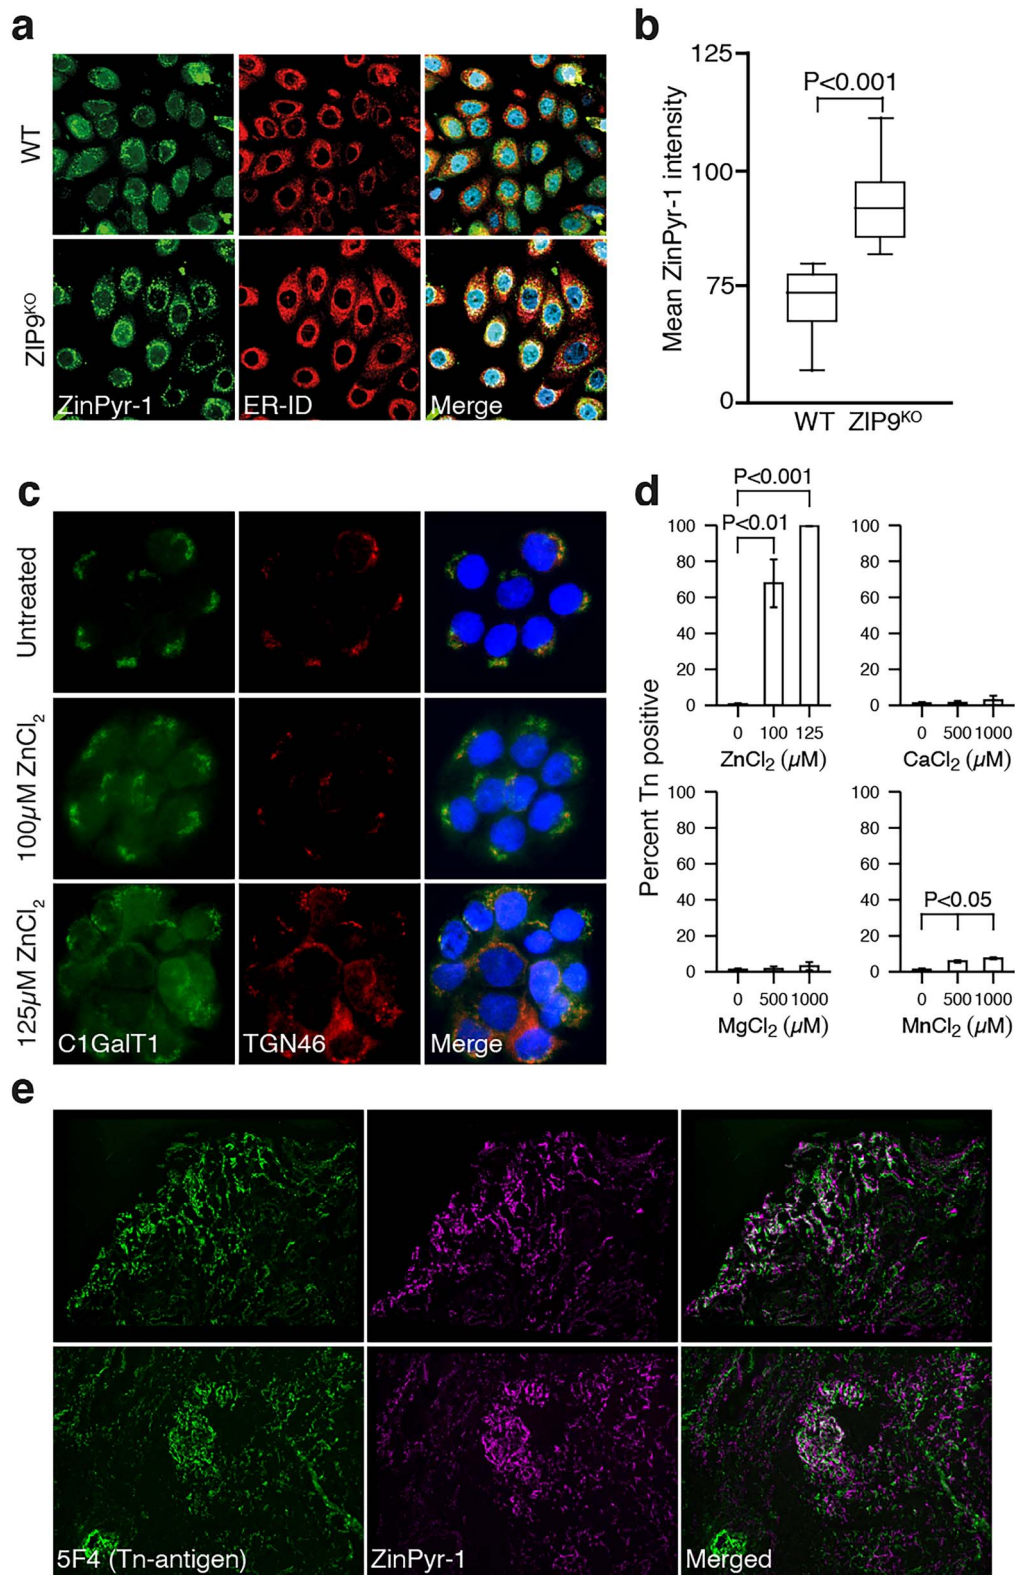 a
WT
ZIP9ᴷᴼ
ZinPyr-1
ER-ID
Merge
b
Mean ZinPyr-1 intensity
125
100
75
0
P<0.001
WT
ZIP9ᴷᴼ
c
Untreated
100µM ZnCl₂
125µM ZnCl₂
C1GalT1
TGN46
Merge
d
Percent Tn positive
P<0.001
P<0.01
100
80
60
40
20
0
0 100 125
ZnCl₂ (µM)
100
80
60
40
20
0
0 500 1000
CaCl₂ (µM)
100
80
60
40
20
0
0 500 1000
MgCl₂ (µM)
100
80
60
40
20
0
P<0.05
0 500 1000
MnCl₂ (µM)
e
5F4 (Tn-antigen)
ZinPyr-1
Merged